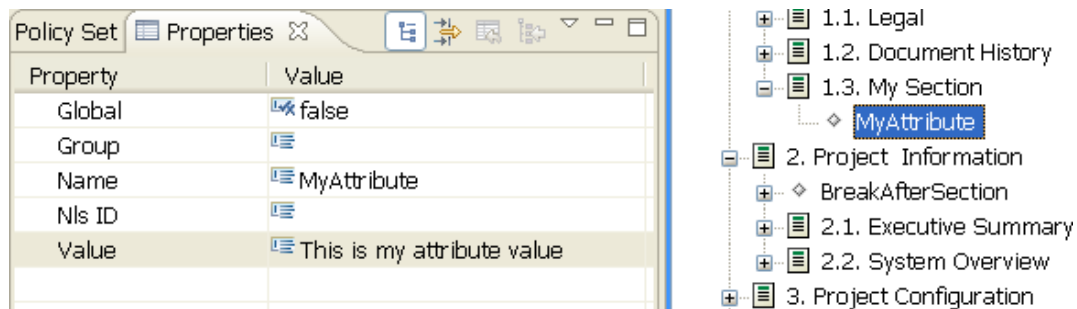 Policy Set Properties
Property Value
Global false
Group
Name MyAttribute
Nls ID
Value This is my attribute value
1.1. Legal
1.2. Document History
1.3. My Section
MyAttribute
2. Project Information
BreakAfterSection
2.1. Executive Summary
2.2. System Overview
3. Project Configuration